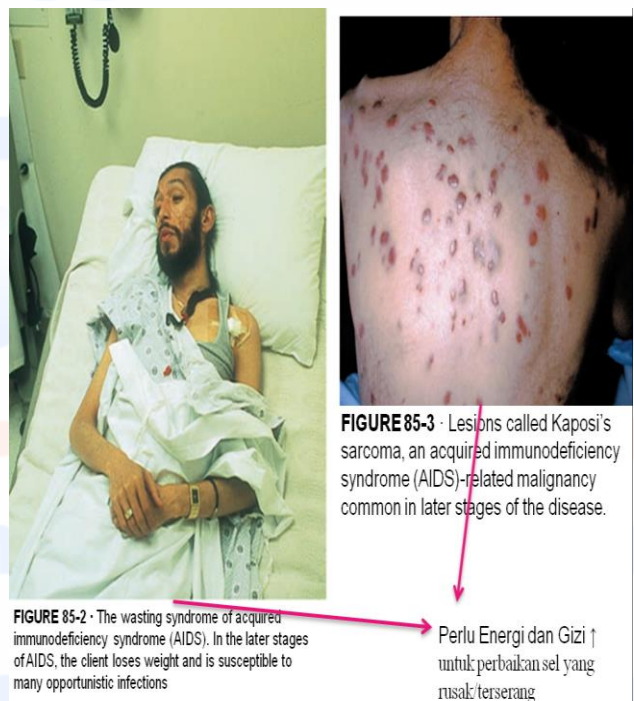 FIGURE 85-3 · Lesions called Kaposi's
sarcoma, an acquired immunodeficiency
syndrome (AIDS)-related malignancy
common in later stages of the disease.
FIGURE 85-2 · The wasting syndrome of acquired
immunodeficiency syndrome (AIDS). In the later stages
of AIDS, the client loses weight and is susceptible to
many opportunistic infections
Perlu Energi dan Gizi ↑
untuk perbaikan sel yang
rusak/terserang